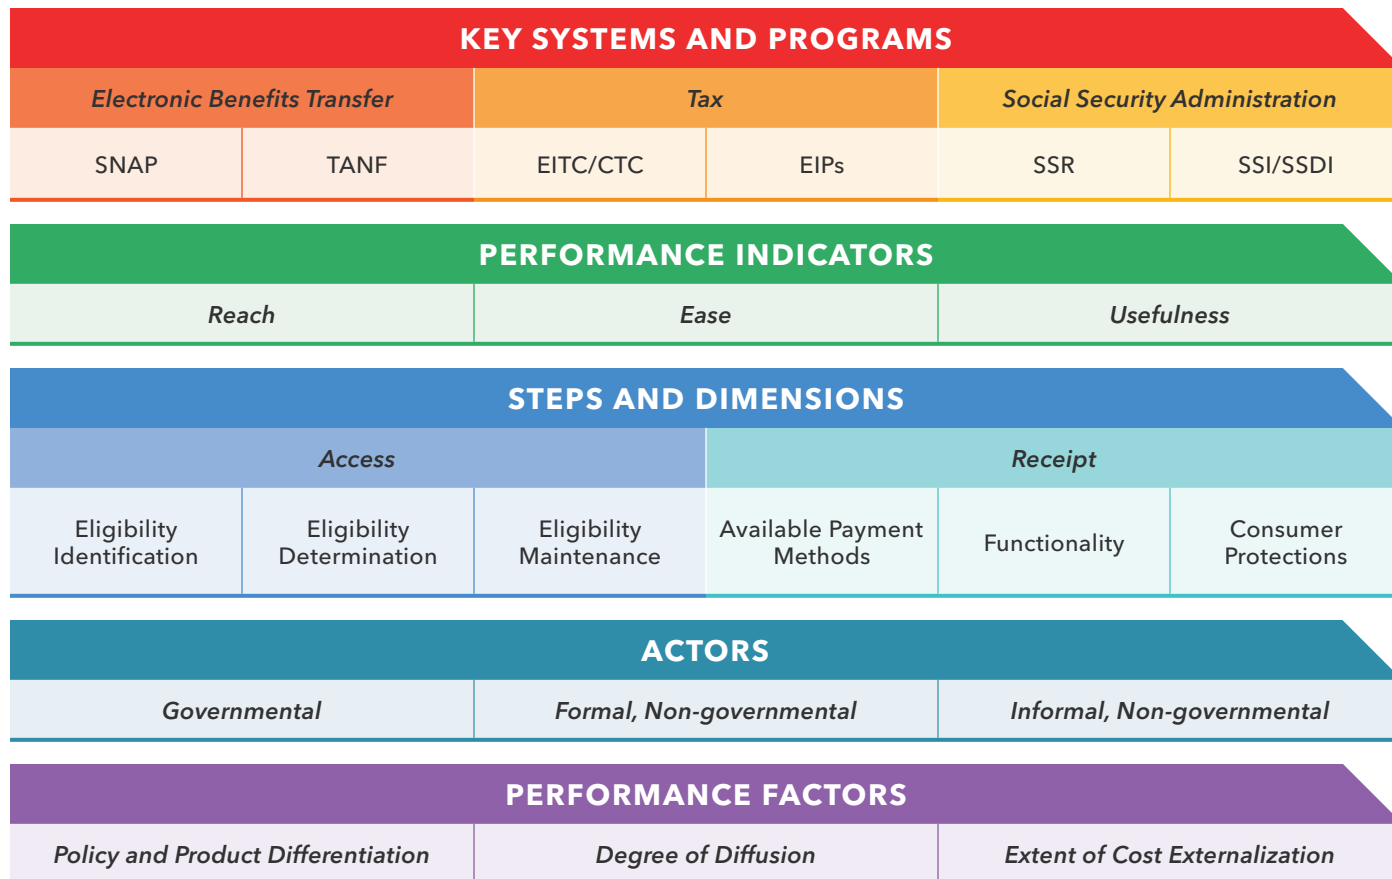 KEY SYSTEMS AND PROGRAMS
Electronic Benefits Transfer
Tax
Social Security Administration
SNAP
TANF
EITC/CTC
EIPs
SSR
SSI/SSDI
PERFORMANCE INDICATORS
Reach
Ease
Usefulness
STEPS AND DIMENSIONS
Access
Receipt
Eligibility
Identification
Eligibility
Determination
Eligibility
Maintenance
Available Payment
Methods
Functionality
Consumer
Protections
ACTORS
Governmental
Formal, Non-governmental
Informal, Non-governmental
PERFORMANCE FACTORS
Policy and Product Differentiation
Degree of Diffusion
Extent of Cost Externalization